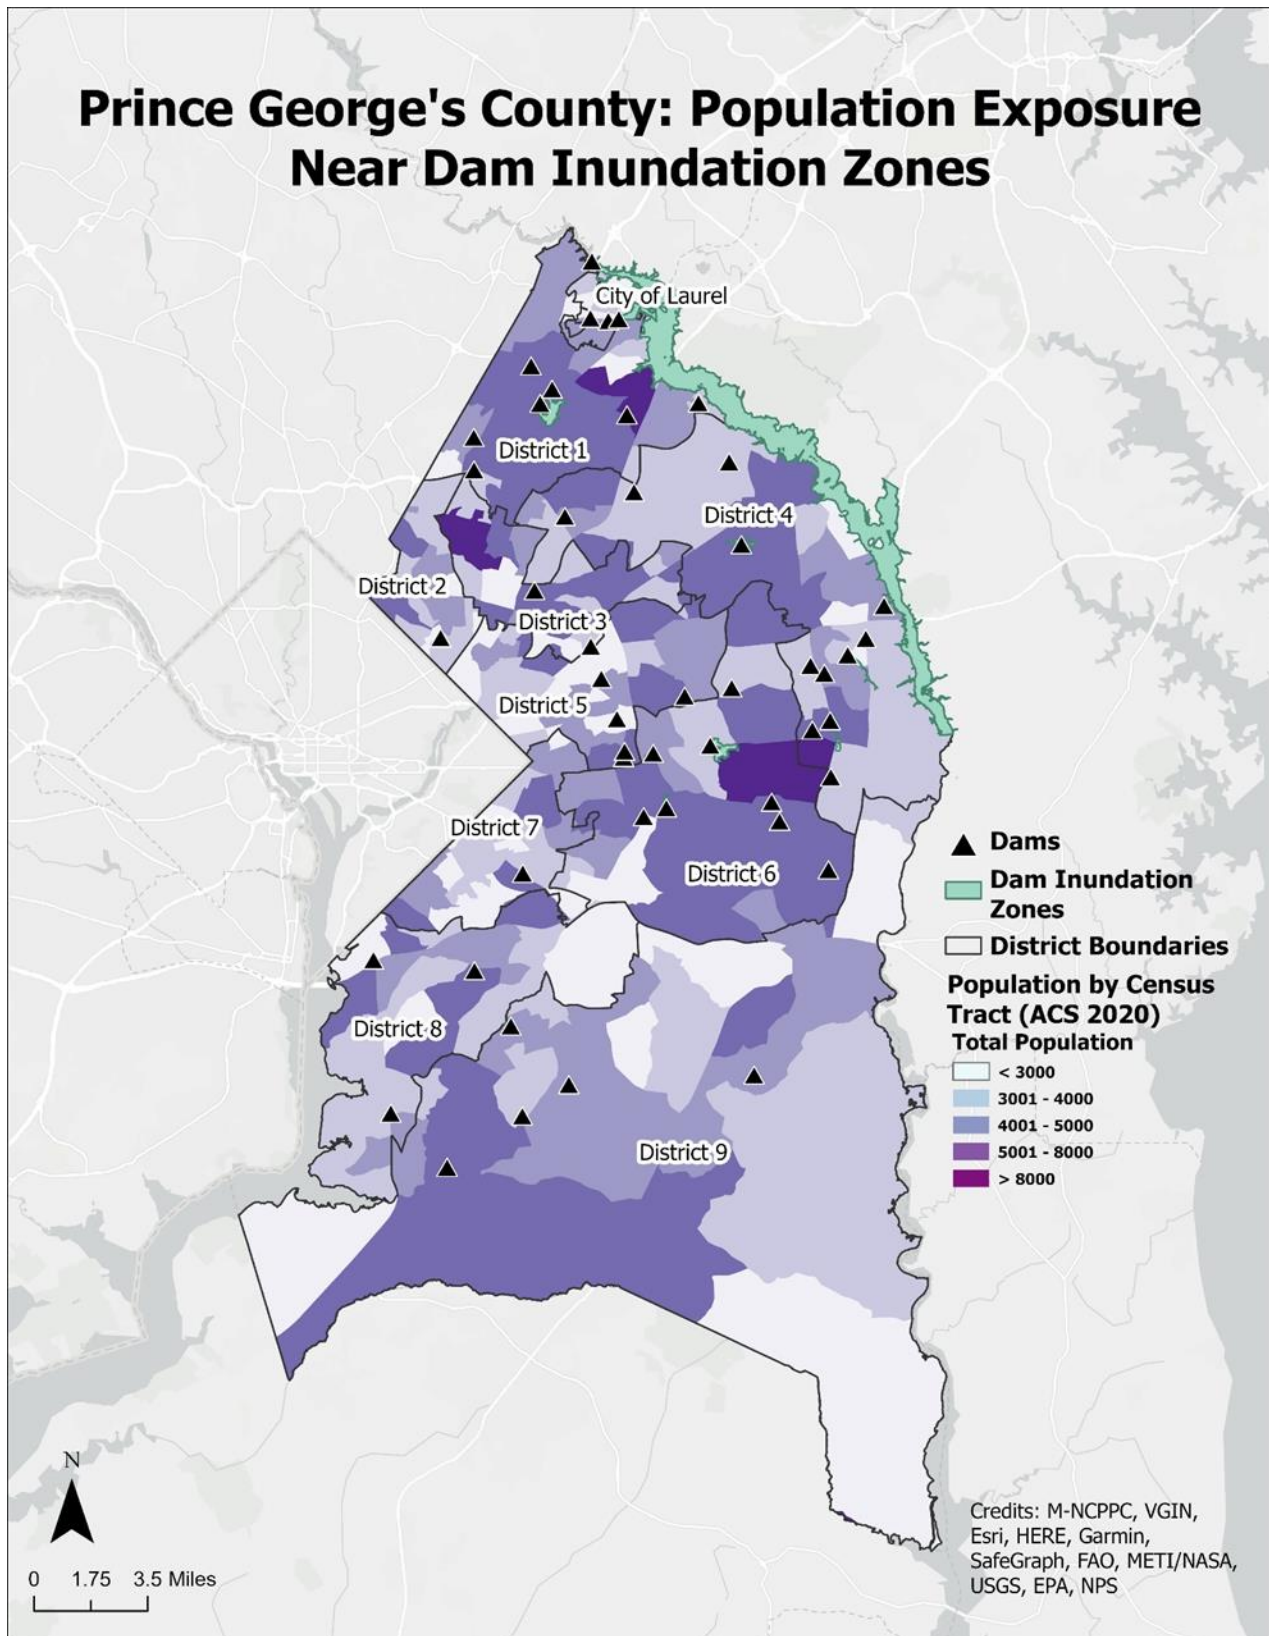 Prince George's County: Population Exposure
Near Dam Inundation Zones
City of Laurel
District 1
District 4
District 2
District 3
District 5
District 7
District 6
District 8
District 9
Dams
Dam Inundation
Zones
District Boundaries
Population by Census
Tract (ACS 2020)
Total Population
< 3000
3001 - 4000
4001 - 5000
5001 - 8000
> 8000
N
0 1.75 3.5 Miles
Credits: M-NCPPC, VGIN,
Esri, HERE, Garmin,
SafeGraph, FAO, METI/NASA,
USGS, EPA, NPS